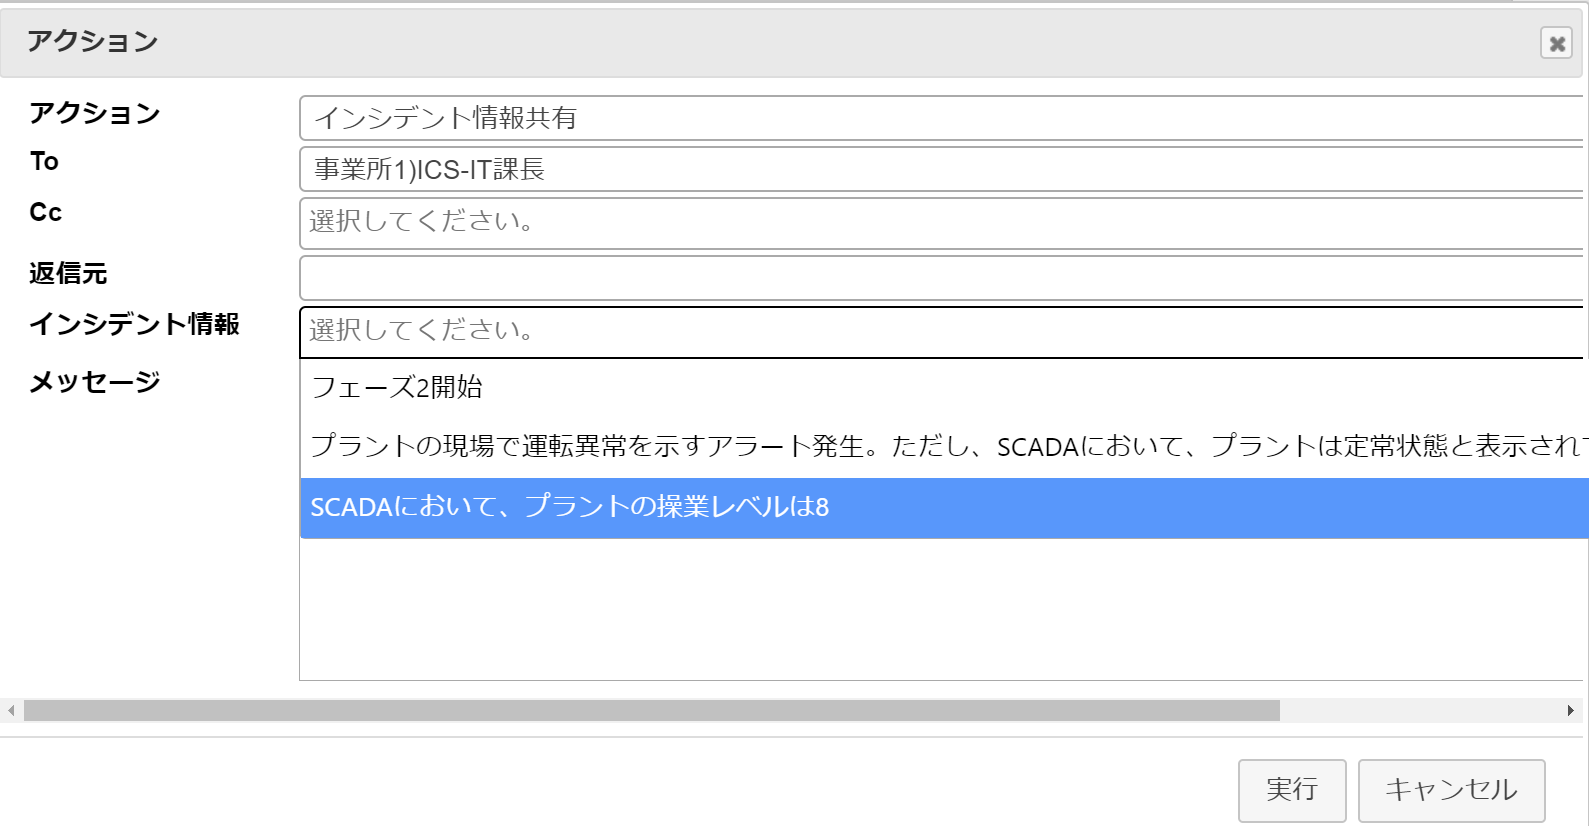 アクション
アクション
インシデント情報共有
To
事業所1)ICS-IT課長
Cc
選択してください。
返信元
インシデント情報
選択してください。
メッセージ
フェーズ2開始
プラントの現場で運転異常を示すアラート発生。ただし、SCADAにおいて、プラントは定常状態と表示され
SCADAにおいて、プラントの操業レベルは8
実行
キャンセル